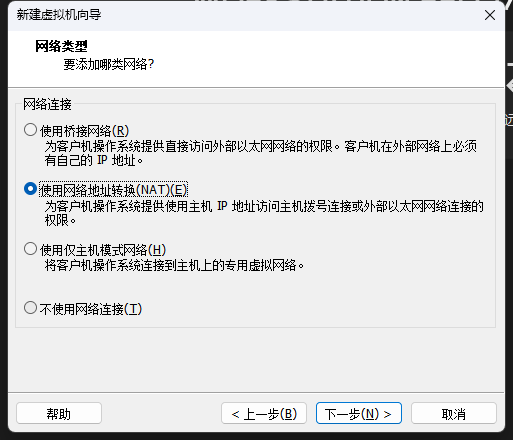 新建虚拟机向导
网络类型
要添加哪类网络?
网络连接
使用桥接网络(R)
为客户机操作系统提供直接访问外部以太网网络的权限。客户机在外部网络上必须
有自己的 IP 地址。
使用网络地址转换(NAT)(E)
为客户机操作系统提供使用主机 IP 地址访问主机拨号连接或外部以太网网络连接的
权限。
使用仅主机模式网络(H)
将客户机操作系统连接到主机上的专用虚拟网络。
不使用网络连接(T)
帮助
< 上一步(B)
下一步(N) >
取消